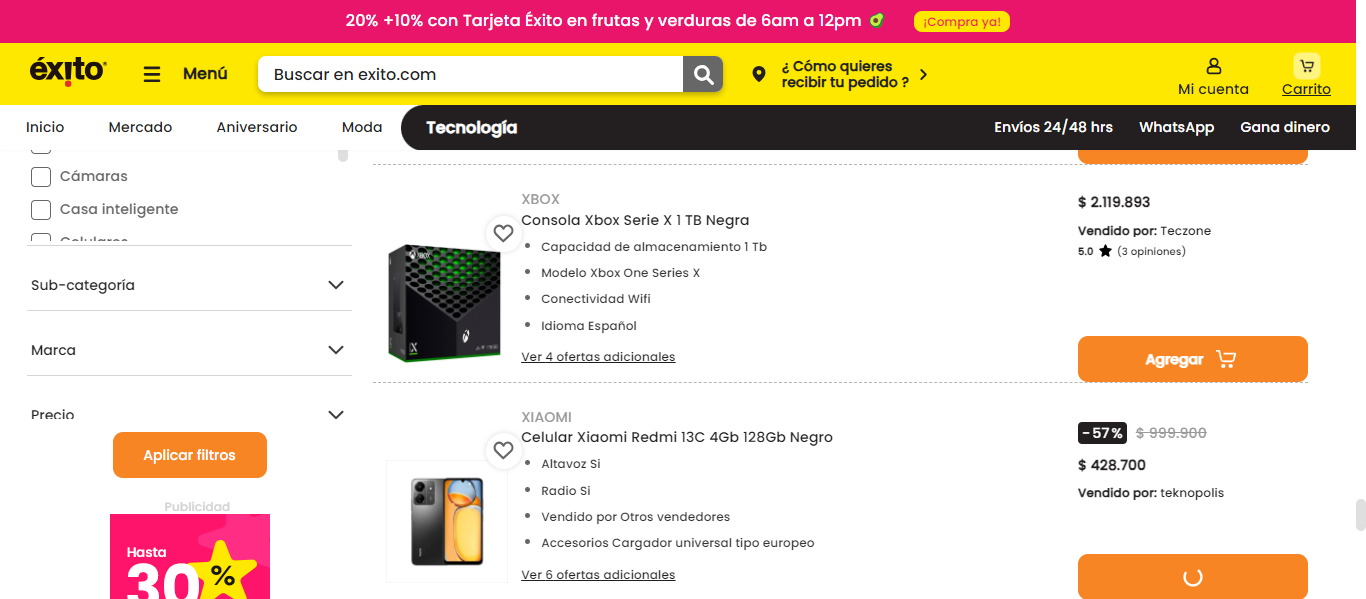 20% +10% con Tarjeta Éxito en frutas y verduras de 6am a 12pm
¡Compra ya!
éxito
Menú
Buscar en exito.com
¿ Cómo quieres
recibir tu pedido ?
Mi cuenta
Carrito
Inicio
Mercado
Aniversario
Moda
Tecnología
Envíos 24/48 hrs
WhatsApp
Gana dinero
Cámaras
Casa inteligente
Celulares
Sub-categoría
Marca
Precio
Aplicar filtros
Publicidad
Hasta
30%
XBOX
Consola Xbox Serie X 1 TB Negra
Capacidad de almacenamiento 1 Tb
Modelo Xbox One Series X
Conectividad Wifi
Idioma Español
Ver 4 ofertas adicionales
$ 2.119.893
Vendido por: Teczone
5.0 (3 opiniones)
Agregar
XIAOMI
Celular Xiaomi Redmi 13C 4Gb 128Gb Negro
Altavoz Si
Radio Si
Vendido por Otros vendedores
Accesorios Cargador universal tipo europeo
Ver 6 ofertas adicionales
-57% $ 999.900
$ 428.700
Vendido por: teknopolis